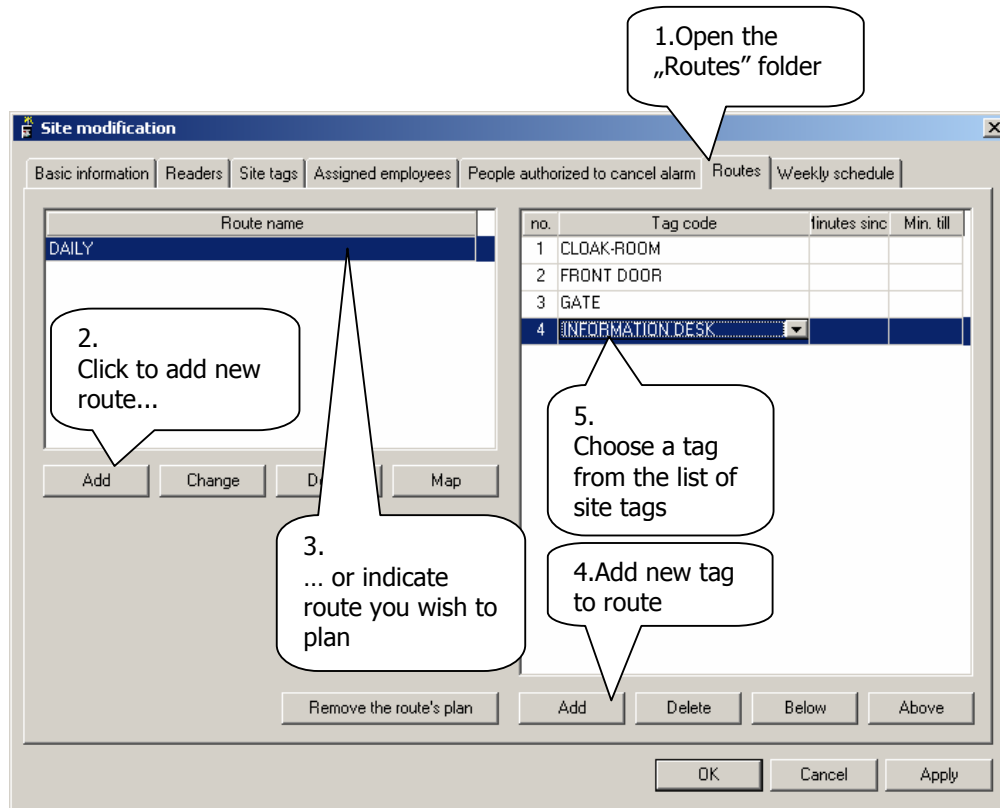 1.Open the
„Routes” folder
Site modification
Basic information Readers Site tags Assigned employees People authorized to cancel alarm Routes Weekly schedule
Route name
DAILY
no. Tag code Minutes sinc Min. till
1 CLOAK-ROOM
2 FRONT DOOR
3 GATE
4 INFORMATION DESK
2.
Click to add new
route...
5.
Choose a tag
from the list of
site tags
Add Change Map
3.
... or indicate
route you wish to
plan
4.Add new tag
to route
Remove the route's plan Add Delete Below Above
OK Cancel Apply